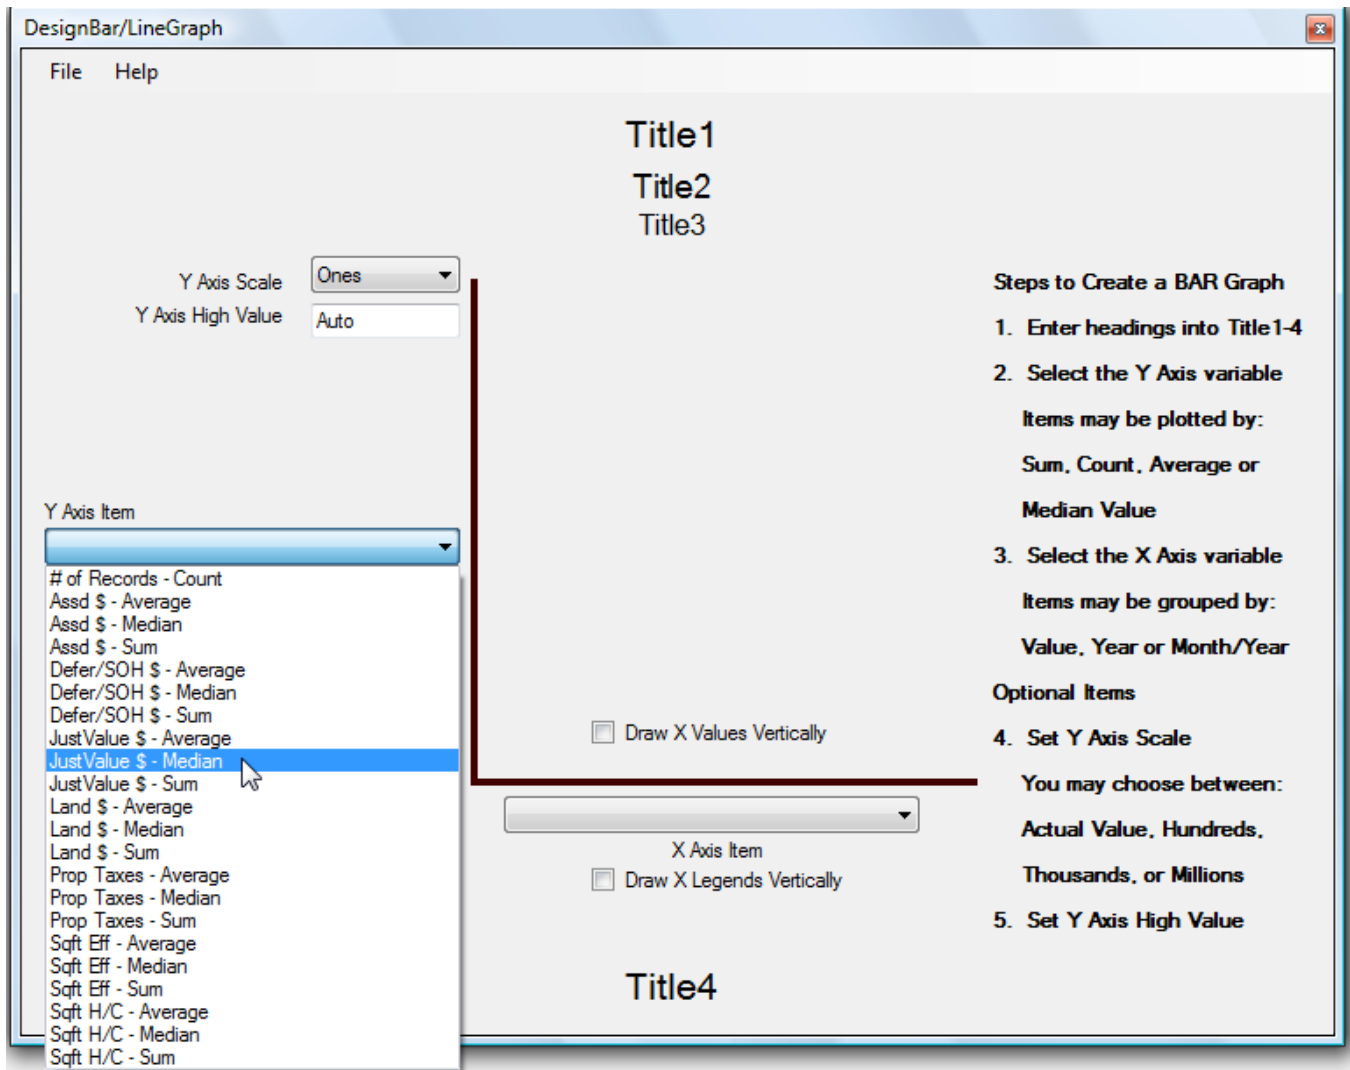 DesignBar/LineGraph
File Help
Title1
Title2
Title3
Y Axis Scale
Ones
Y Axis High Value
Auto
Y Axis Item
# of Records - Count
Assd $ - Average
Assd $ - Median
Assd $ - Sum
Defer/SOH $ - Average
Defer/SOH $ - Median
Defer/SOH $ - Sum
JustValue $ - Average
JustValue $ - Median
JustValue $ - Sum
Land $ - Average
Land $ - Median
Land $ - Sum
Prop Taxes - Average
Prop Taxes - Median
Prop Taxes - Sum
Sqft Eff - Average
Sqft Eff - Median
Sqft Eff - Sum
Sqft H/C - Average
Sqft H/C - Median
Sqft H/C - Sum
Draw X Values Vertically
X Axis Item
Draw X Legends Vertically
Title4
Steps to Create a BAR Graph
1. Enter headings into Title1-4
2. Select the Y Axis variable
Items may be plotted by:
Sum, Count, Average or
Median Value
3. Select the X Axis variable
Items may be grouped by:
Value, Year or Month/Year
Optional Items
4. Set Y Axis Scale
You may choose between:
Actual Value, Hundreds,
Thousands, or Millions
5. Set Y Axis High Value